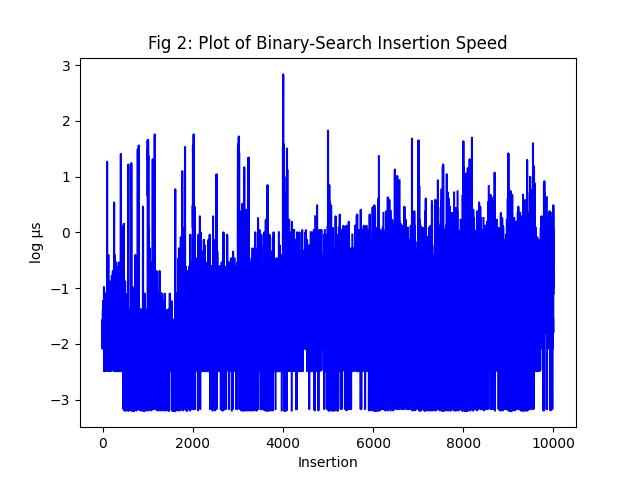 Fig 2: Plot of Binary-Search Insertion Speed
3
2
1
0
−1
−2
−3
log μs
0 2000 4000 6000 8000 10000
Insertion